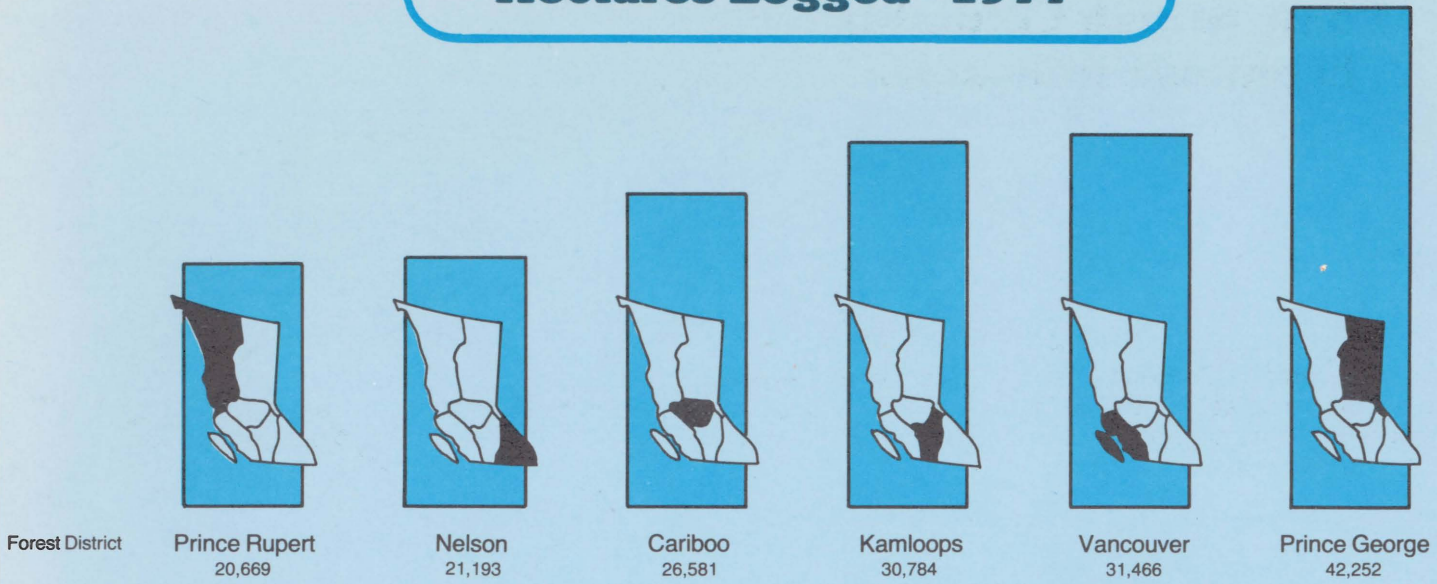 Hectares Logged - 1977
Forest District
Prince Rupert
20,669
Nelson
21,193
Cariboo
26,581
Kamloops
30,784
Vancouver
31,466
Prince George
42,252